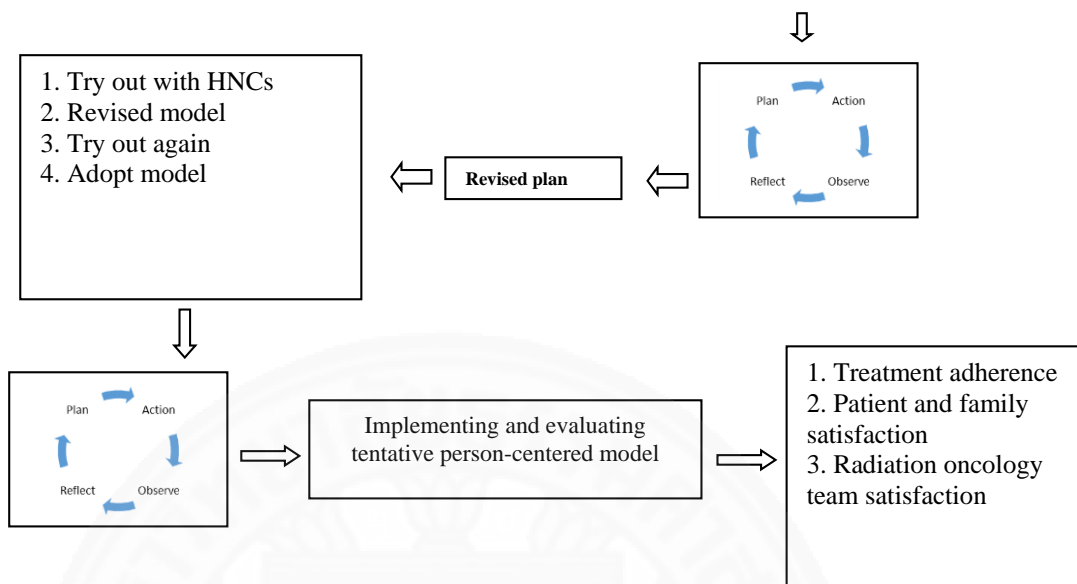 1. Try out with HNCs
2. Revised model
3. Try out again
4. Adopt model
Plan
Action
Reflect
Observe
Revised plan
Plan
Action
Reflect
Observe
Implementing and evaluating
tentative person-centered model
1. Treatment adherence
2. Patient and family
satisfaction
3. Radiation oncology
team satisfaction